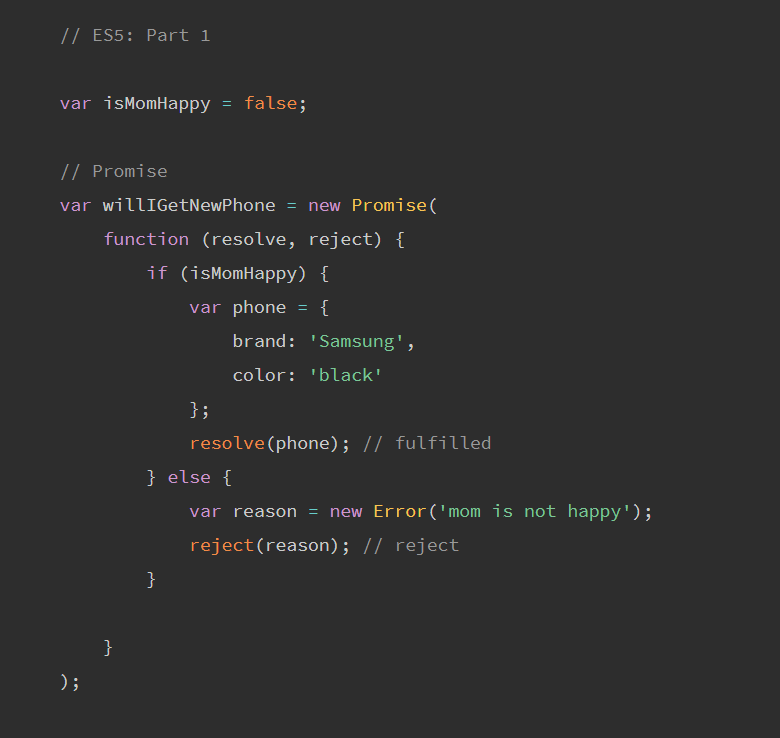 // ES5: Part 1
var isMomHappy = false;
// Promise
var willIGetNewPhone = new Promise(
function (resolve, reject) {
if (isMomHappy) {
var phone = {
brand: 'Samsung',
color: 'black'
};
resolve(phone); // fulfilled
} else {
var reason = new Error('mom is not happy');
reject(reason); // reject
}
}
);